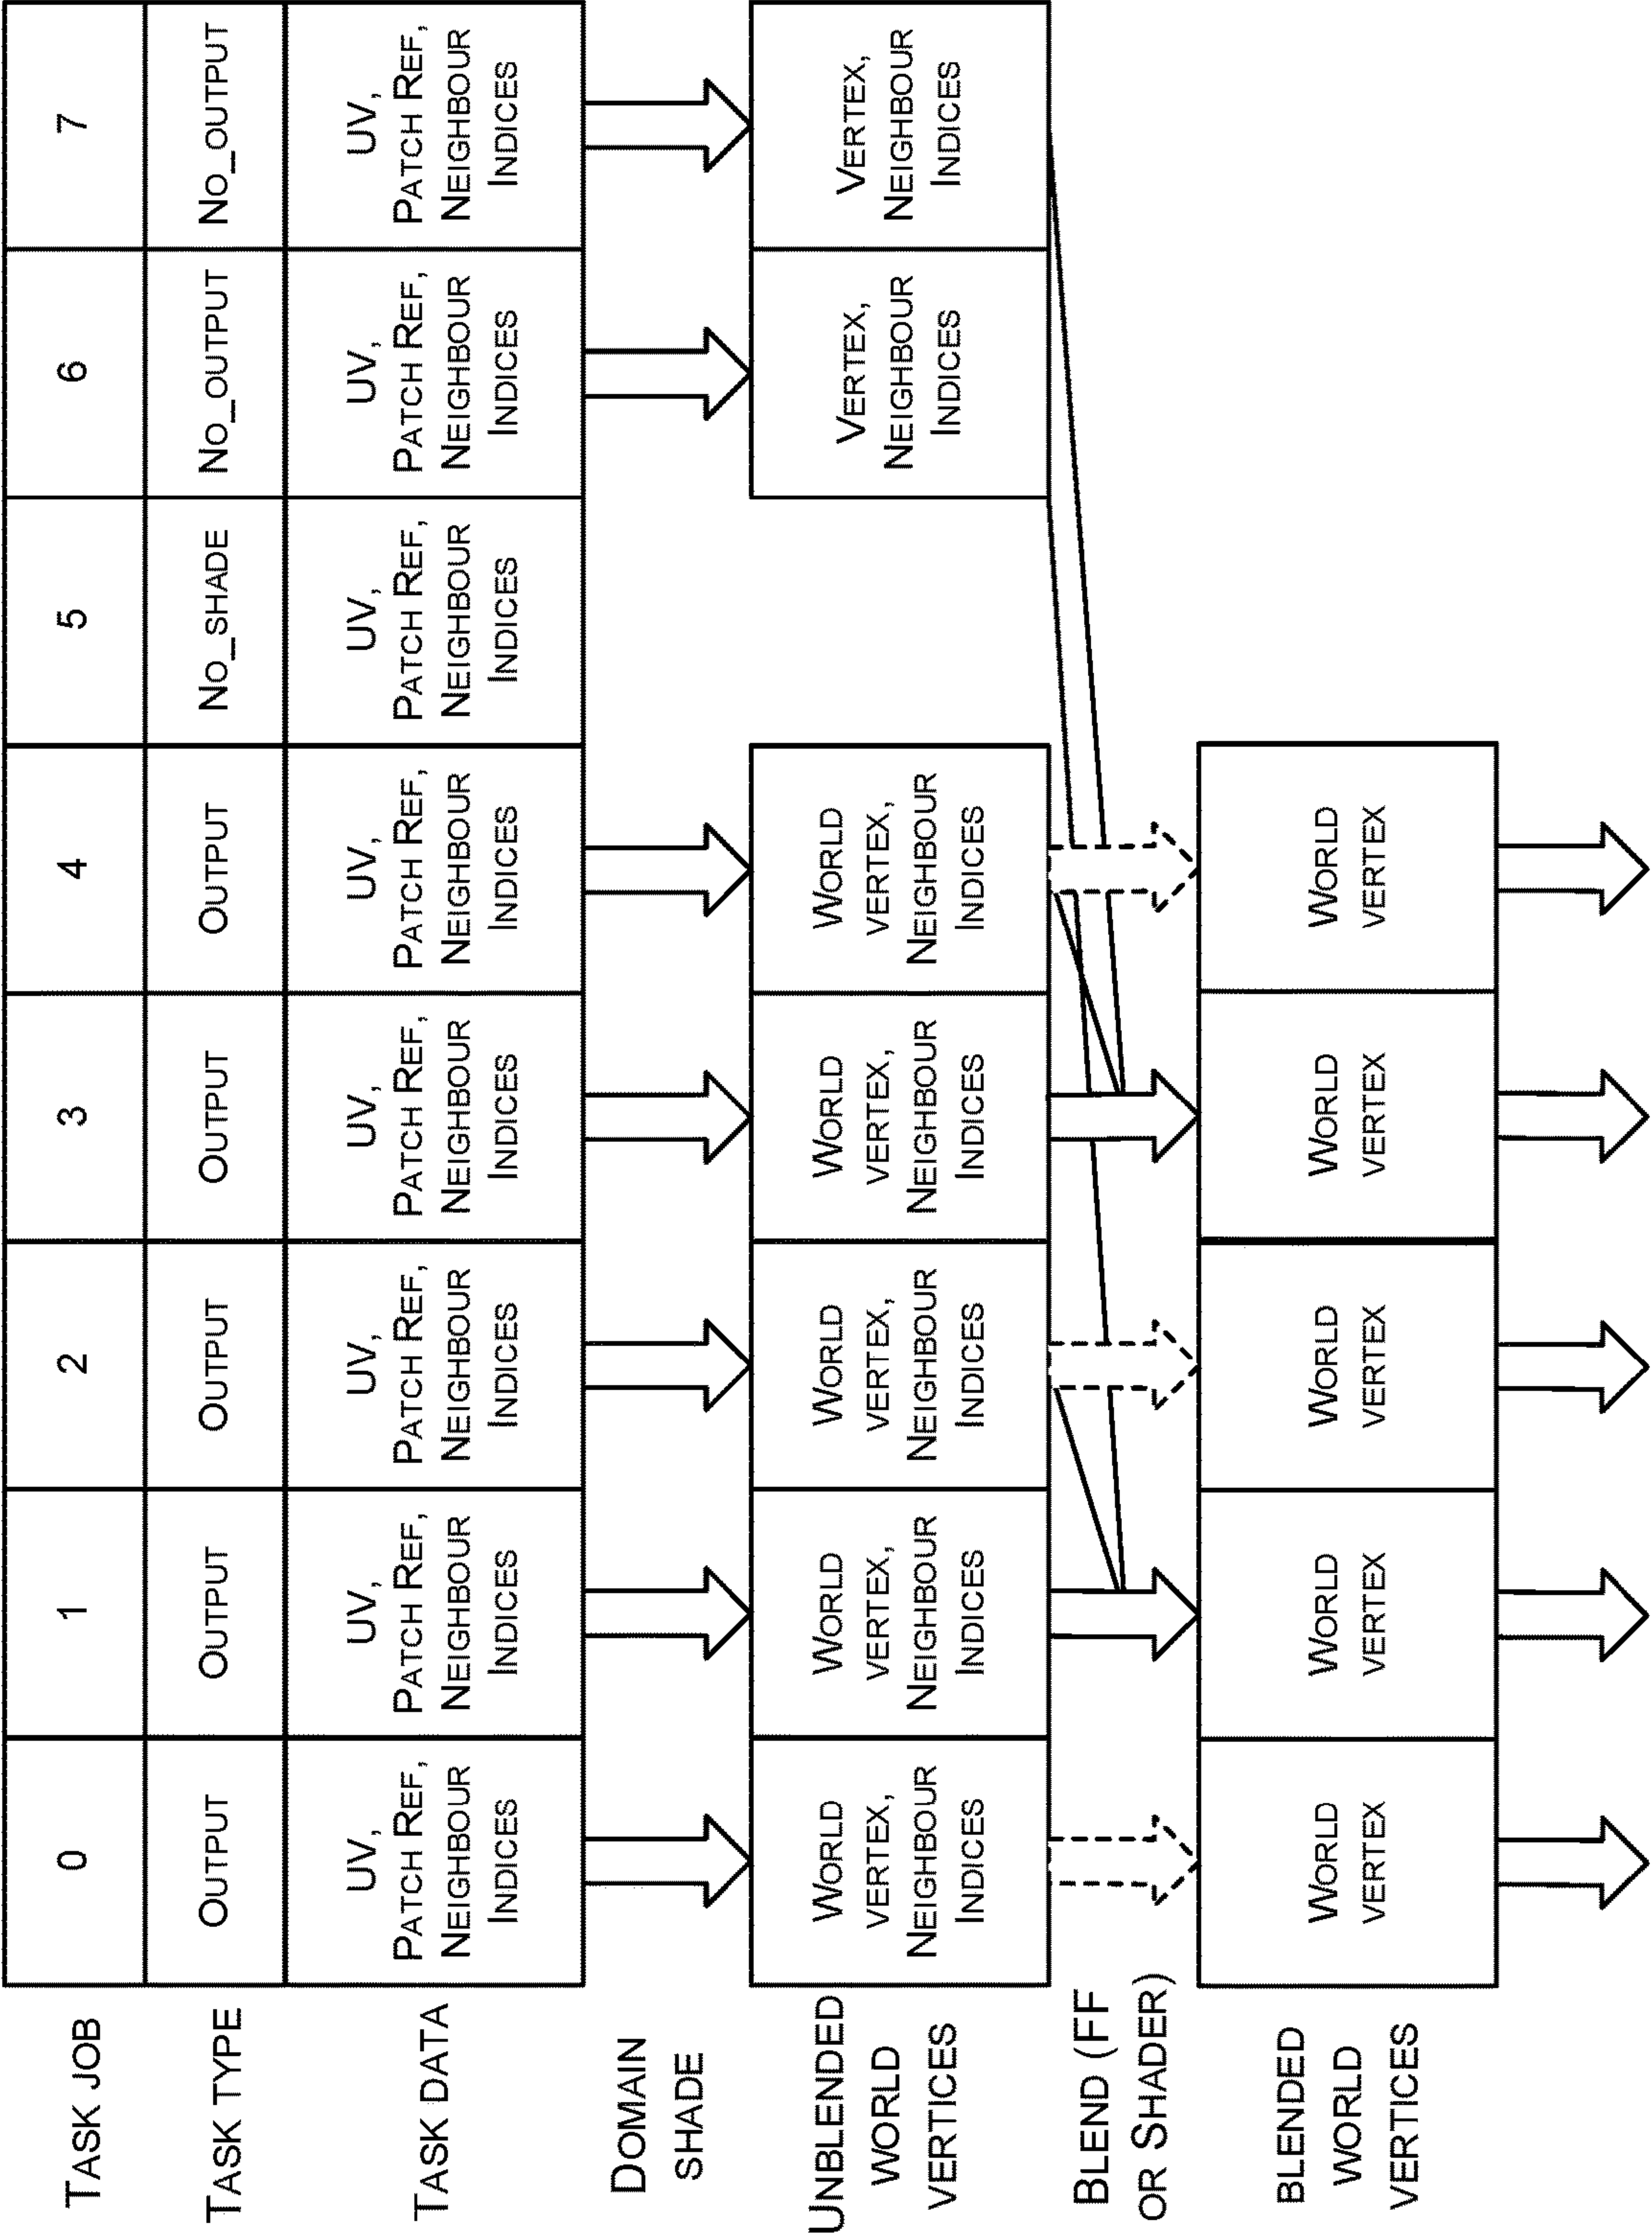 TASK JOB
0
1
2
3
4
5
6
7
TASK TYPE
OUTPUT
OUTPUT
OUTPUT
OUTPUT
OUTPUT
NO_SHADE
NO_OUTPUT
NO_OUTPUT
TASK DATA
UV,
PATCH REF,
NEIGHBOUR
INDICES
UV,
PATCH REF,
NEIGHBOUR
INDICES
UV,
PATCH REF,
NEIGHBOUR
INDICES
UV,
PATCH REF,
NEIGHBOUR
INDICES
UV,
PATCH REF,
NEIGHBOUR
INDICES
UV,
PATCH REF,
NEIGHBOUR
INDICES
UV,
PATCH REF,
NEIGHBOUR
INDICES
UV,
PATCH REF,
NEIGHBOUR
INDICES
DOMAIN
SHADE
UNBLENDED
WORLD
VERTICES
WORLD
VERTEX,
NEIGHBOUR
INDICES
WORLD
VERTEX,
NEIGHBOUR
INDICES
WORLD
VERTEX,
NEIGHBOUR
INDICES
WORLD
VERTEX,
NEIGHBOUR
INDICES
WORLD
VERTEX,
NEIGHBOUR
INDICES
VERTEX,
NEIGHBOUR
INDICES
VERTEX,
NEIGHBOUR
INDICES
BLEND (FF
OR SHADER)
BLENDED
WORLD
VERTICES
WORLD
VERTEX
WORLD
VERTEX
WORLD
VERTEX
WORLD
VERTEX
WORLD
VERTEX